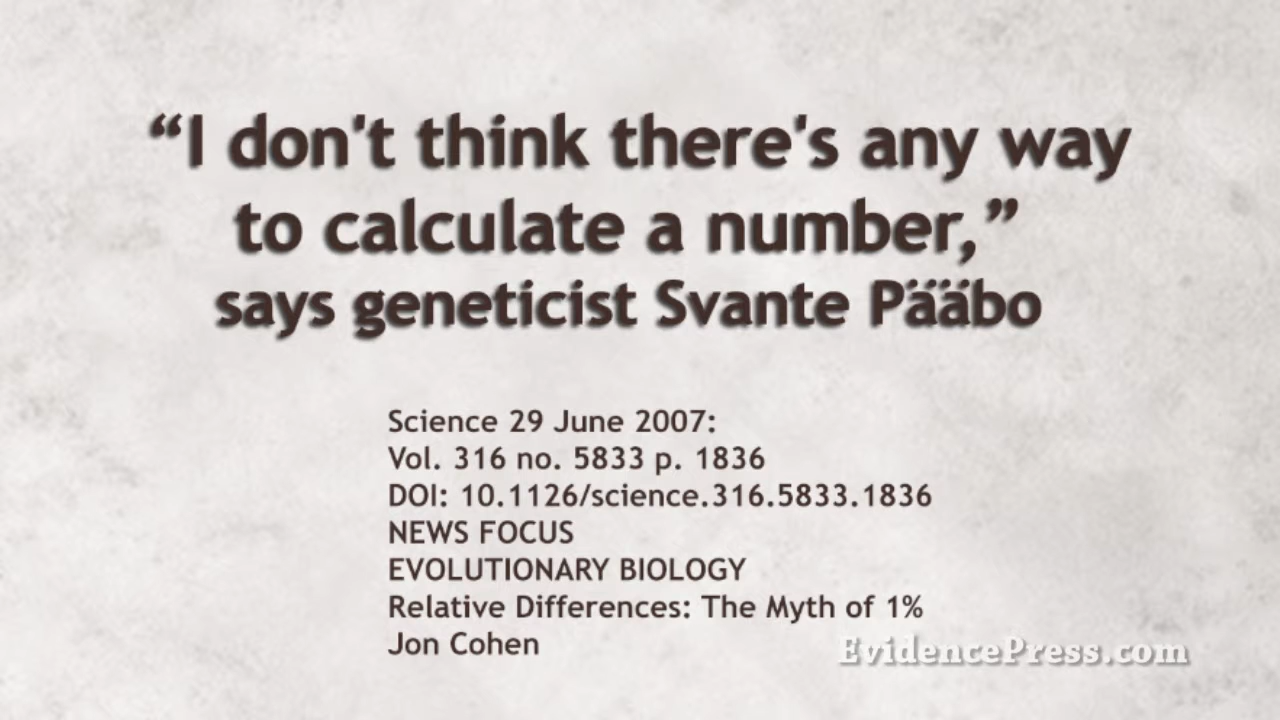 “I don't think there's any way
to calculate a number,”
says geneticist Svante Pääbo
Science 29 June 2007:
Vol. 316 no. 5833 p. 1836
DOI: 10.1126/science.316.5833.1836
NEWS FOCUS
EVOLUTIONARY BIOLOGY
Relative Differences: The Myth of 1%
Jon Cohen
EvidencePress.com